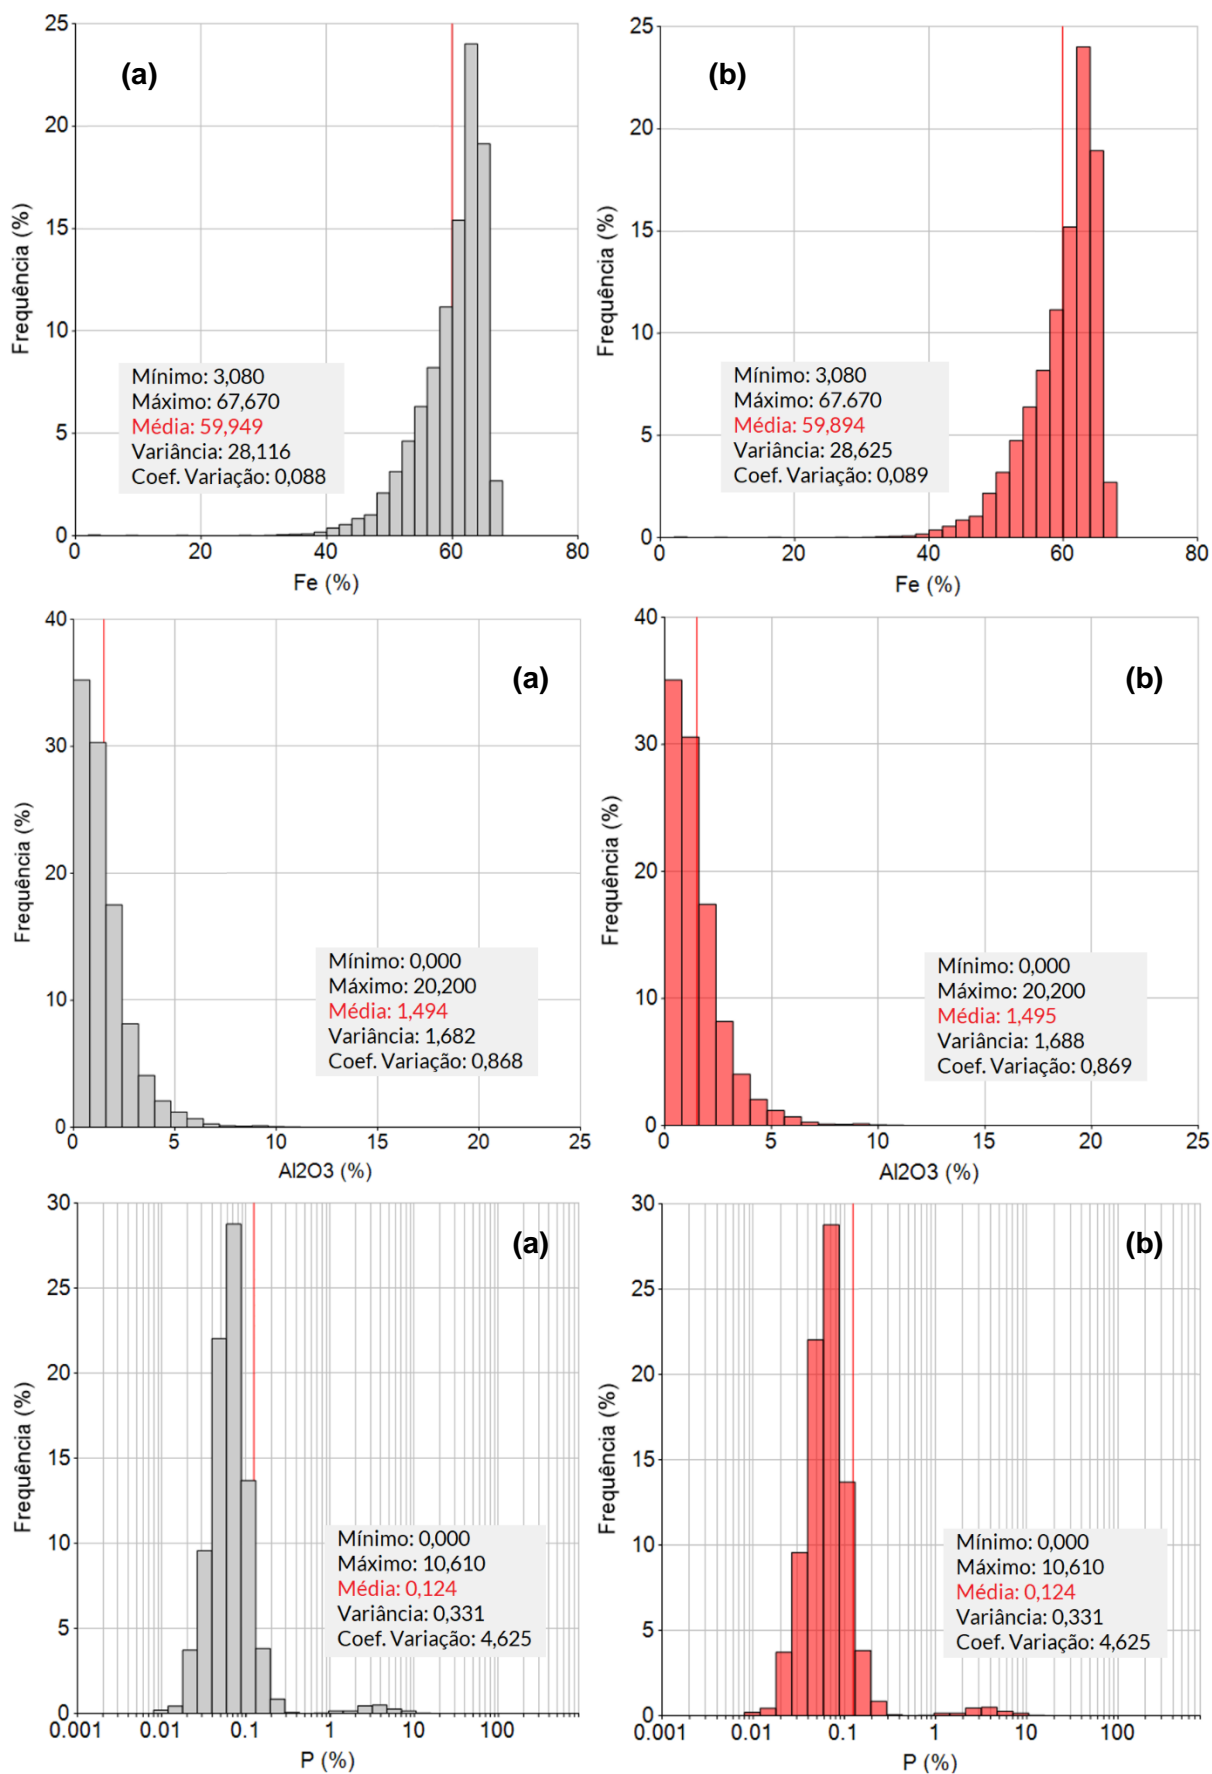 (a)
Frequência (%)
25
20
15
10
5
0
0 20 40 60 80
Fe (%)
Mínimo: 3,080
Máximo: 67,670
Média: 59,949
Variância: 28,116
Coef. Variação: 0,088
(b)
Frequência (%)
25
20
15
10
5
0
0 20 40 60 80
Fe (%)
Mínimo: 3,080
Máximo: 67.670
Média: 59,894
Variância: 28,625
Coef. Variação: 0,089
(a)
Frequência (%)
40
30
20
10
0
0 5 10 15 20 25
Al2O3 (%)
Mínimo: 0,000
Máximo: 20,200
Média: 1,494
Variância: 1,682
Coef. Variação: 0,868
(b)
Frequência (%)
40
30
20
10
0
0 5 10 15 20 25
Al2O3 (%)
Mínimo: 0,000
Máximo: 20,200
Média: 1,495
Variância: 1,688
Coef. Variação: 0,869
(a)
Frequência (%)
30
25
20
15
10
5
0
0.001 0.01 0.1 1 10 100
P (%)
Mínimo: 0,000
Máximo: 10,610
Média: 0,124
Variância: 0,331
Coef. Variação: 4,625
(b)
Frequência (%)
30
25
20
15
10
5
0
0.001 0.01 0.1 1 10 100
P (%)
Mínimo: 0,000
Máximo: 10,610
Média: 0,124
Variância: 0,331
Coef. Variação: 4,625